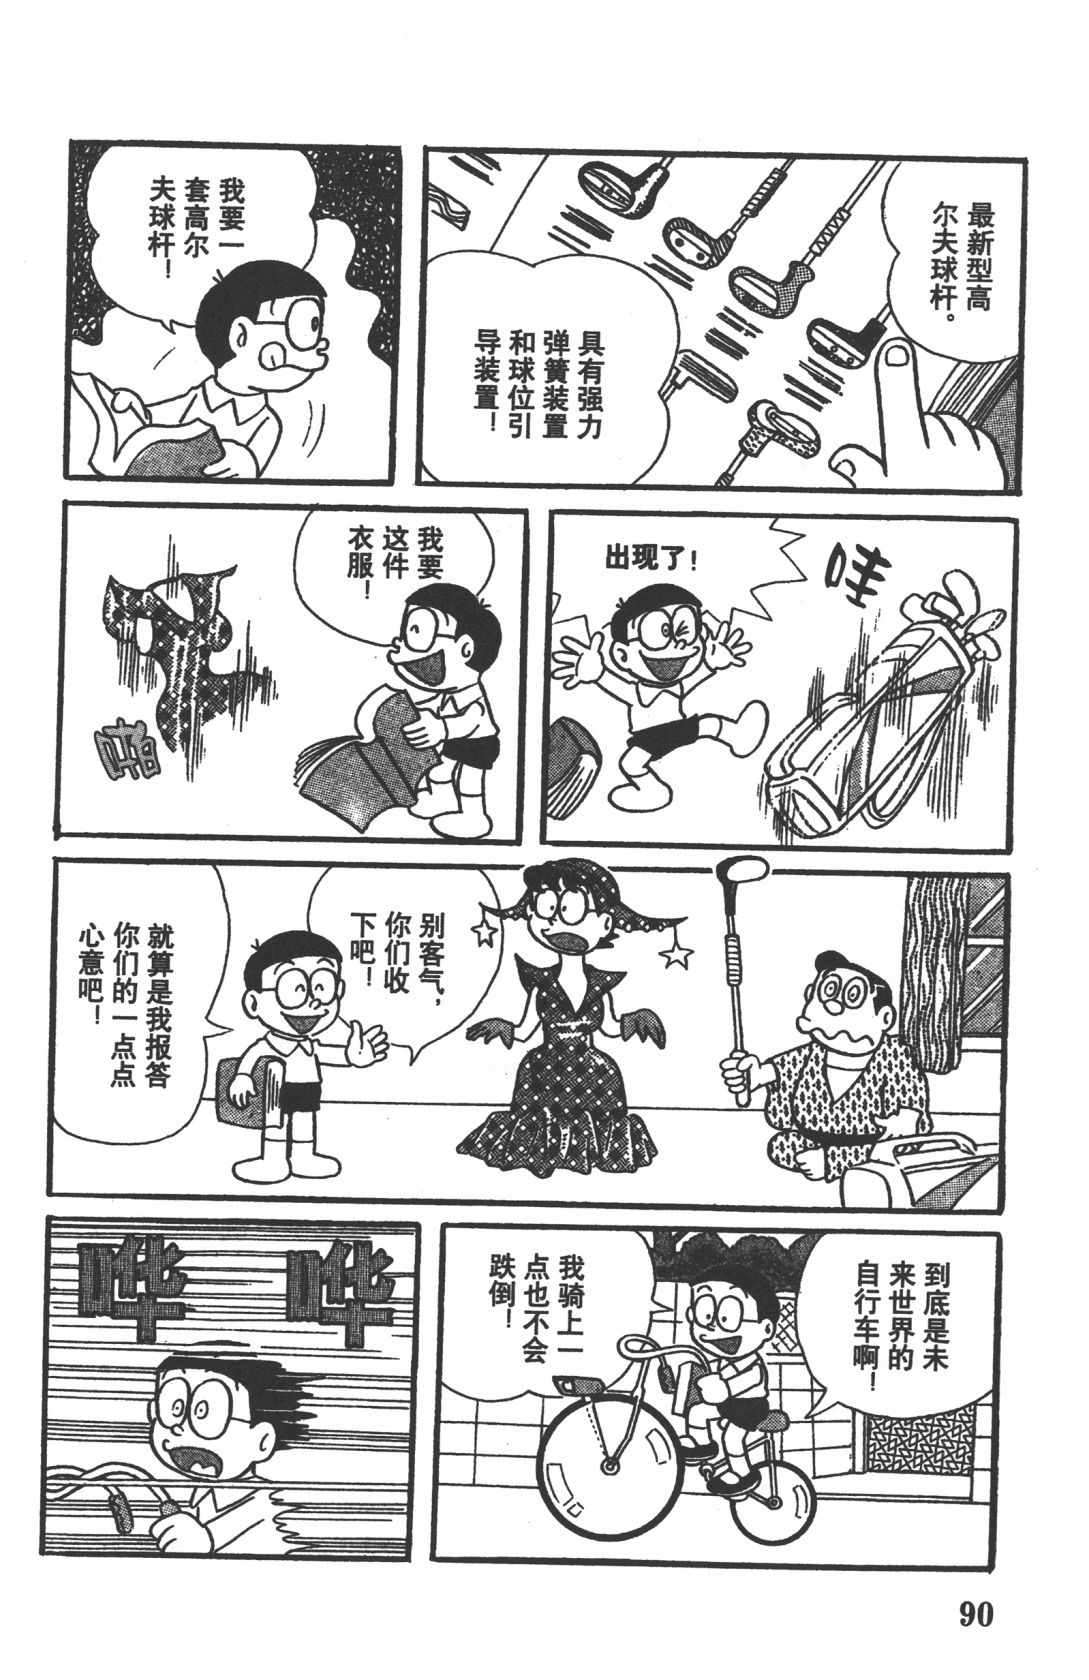 最新型高
尔夫球杆。
具有强力
弹簧装置
和球位引
导装置！
我要一
套高尔
夫球杆！
哇
出现了！
我要
这件
衣服！
别客气，
你们收
下吧！
就算是我报答
你们的一点点
心意吧！
到底是未
来世界的
自行车啊！
我骑上一
点也不会
跌倒！
哗
哗
90